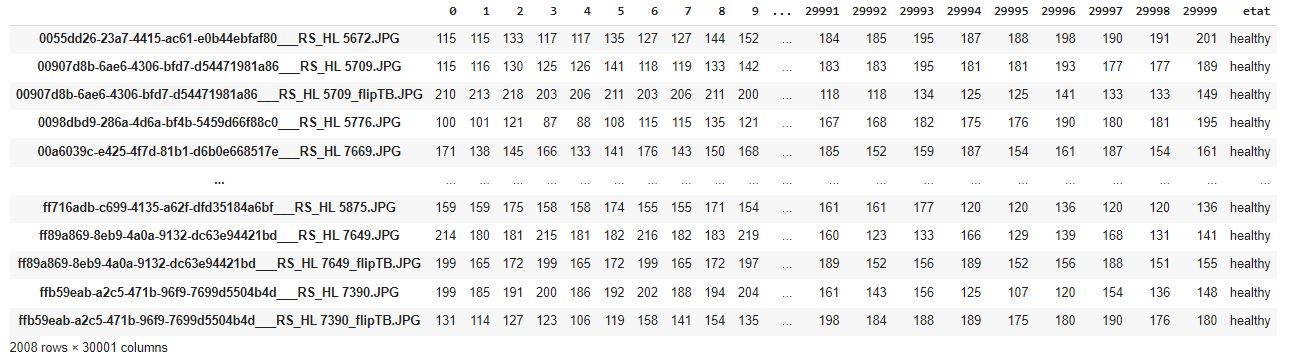 0 1 2 3 4 5 6 7 8 9 ... 29991 29992 29993 29994 29995 29996 29997 29998 29999 etat
0055dd26-23a7-4415-ac61-e0b44ebfaf80___RS_HL 5672.JPG 115 115 133 117 117 135 127 127 144 152 ... 184 185 195 187 188 198 190 191 201 healthy
00907d8b-6ae6-4306-bfd7-d54471981a86___RS_HL 5709.JPG 115 116 130 125 126 141 118 119 133 142 ... 183 183 195 181 181 193 177 177 189 healthy
00907d8b-6ae6-4306-bfd7-d54471981a86___RS_HL 5709_flipTB.JPG 210 213 218 203 206 211 203 206 211 200 ... 118 118 134 125 125 141 133 133 149 healthy
0098dbd9-286a-4d6a-bf4b-5459d66f88c0___RS_HL 5776.JPG 100 101 121 87 88 108 115 115 135 121 ... 167 168 182 175 176 190 180 181 195 healthy
00a6039c-e425-4f7d-81b1-d6b0e668517e___RS_HL 7669.JPG 171 138 145 166 133 141 176 143 150 168 ... 185 152 159 187 154 161 187 154 161 healthy
... ... ... ... ... ... ... ... ... ... ... ... ... ... ... ... ... ... ... ... ... ...
ff716adb-c699-4135-a62f-dfd35184a6bf___RS_HL 5875.JPG 159 159 175 158 158 174 155 155 171 154 ... 161 161 177 120 120 136 120 120 136 healthy
ff89a869-8eb9-4a0a-9132-dc63e94421bd___RS_HL 7649.JPG 214 180 181 215 181 182 216 182 183 219 ... 160 123 133 166 129 139 168 131 141 healthy
ff89a869-8eb9-4a0a-9132-dc63e94421bd___RS_HL 7649_flipTB.JPG 199 165 172 199 165 172 199 165 172 197 ... 189 152 156 189 152 156 188 151 155 healthy
ffb59eab-a2c5-471b-96f9-7699d5504b4d___RS_HL 7390.JPG 199 185 191 200 186 192 202 188 194 204 ... 161 143 156 125 107 120 154 136 148 healthy
ffb59eab-a2c5-471b-96f9-7699d5504b4d___RS_HL 7390_flipTB.JPG 131 114 127 123 106 119 158 141 154 135 ... 198 184 188 189 175 180 190 176 180 healthy
2008 rows × 30001 columns